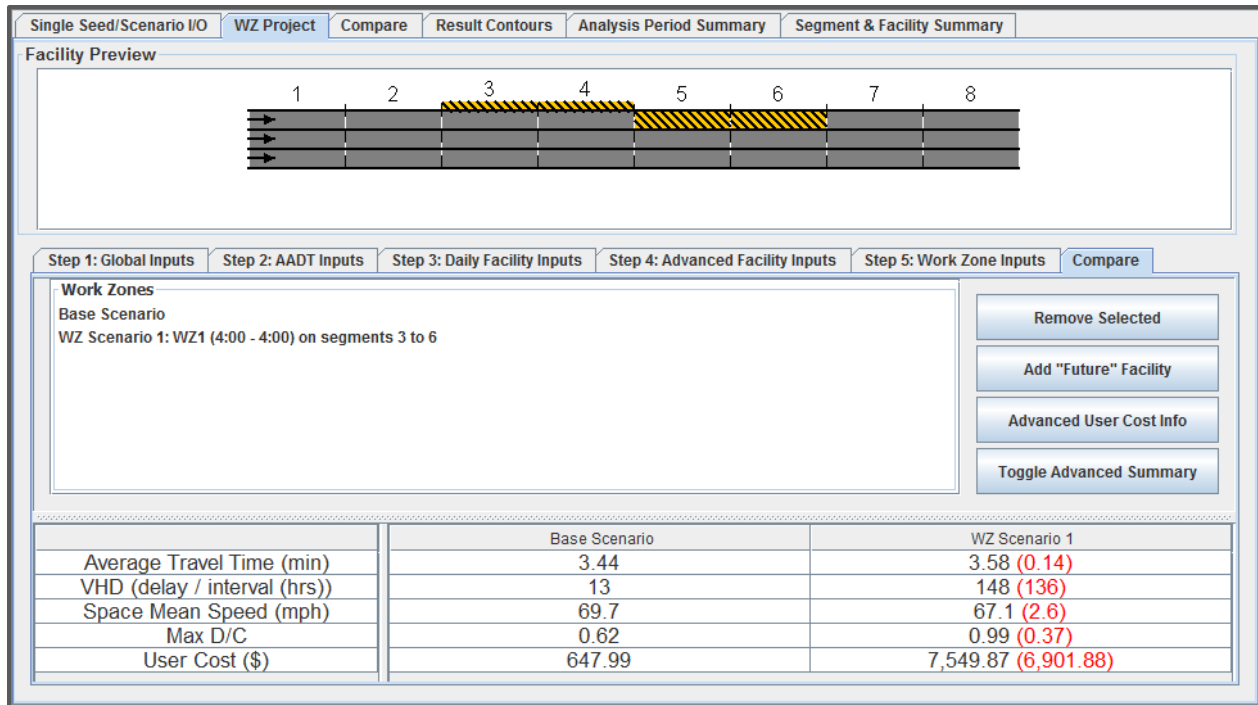 Single Seed/Scenario I/O WZ Project Compare Result Contours Analysis Period Summary Segment & Facility Summary
Facility Preview
1 2 3 4 5 6 7 8
Step 1: Global Inputs Step 2: AADT Inputs Step 3: Daily Facility Inputs Step 4: Advanced Facility Inputs Step 5: Work Zone Inputs Compare
Work Zones
Base Scenario
WZ Scenario 1: WZ1 (4:00 - 4:00) on segments 3 to 6
Remove Selected
Add "Future" Facility
Advanced User Cost Info
Toggle Advanced Summary
Base Scenario WZ Scenario 1
Average Travel Time (min) 3.44 3.58 (0.14)
VHD (delay / interval (hrs)) 13 148 (136)
Space Mean Speed (mph) 69.7 67.1 (2.6)
Max D/C 0.62 0.99 (0.37)
User Cost ($) 647.99 7,549.87 (6,901.88)